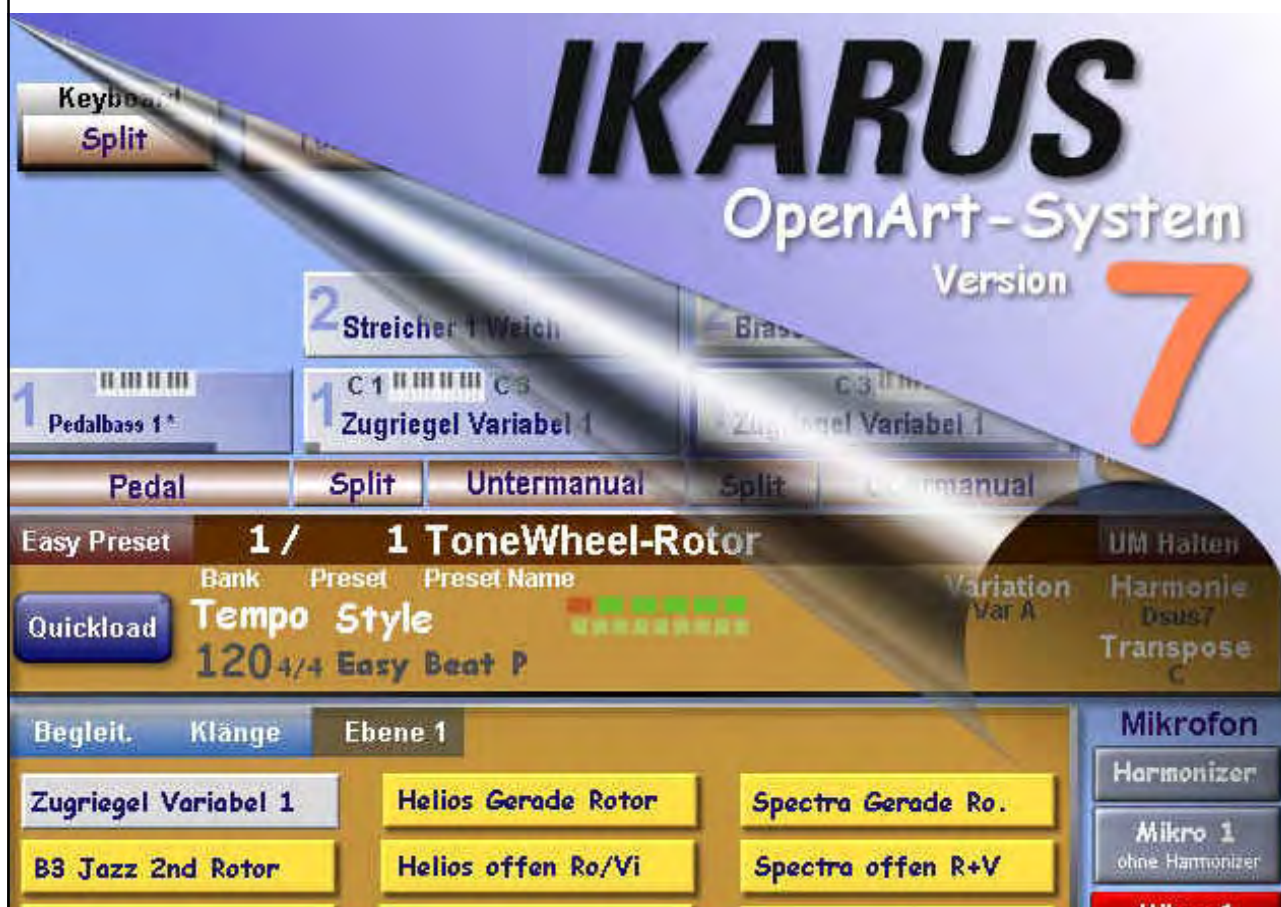 IKARUS
OpenArt-System
Version 7
Keyboard
Split
2 Streicher 1 Weich
2 Brass
1 Pedalbass 1*
1 C 1 C 3
Zugriegel Variabel 1
C 3
Zugriegel Variabel 1
Pedal Split Untermanual Split
Easy Preset 1 / 1 ToneWheel-Rotor UM Halten
Bank Preset Preset Name Variation Harmonie
Quickload Tempo Style Var A Dsus7
120 4/4 Easy Beat P Transpose
C
Begleit. Klänge Ebene 1 Mikrofon
Harmonizer
Zugriegel Variabel 1 Helios Gerade Rotor Spectra Gerade Ro.
Mikro 1
ohne Harmonizer
B3 Jazz 2nd Rotor Helios offen Ro/Vi Spectra offen R+V